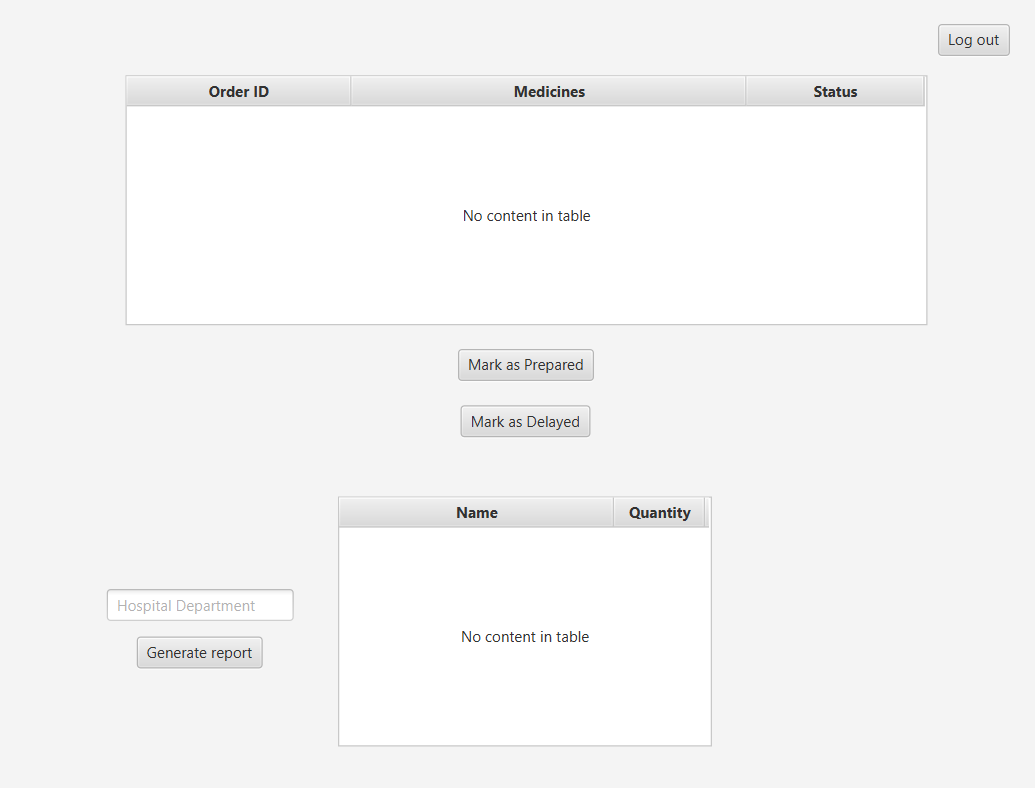 Log out
Order ID Medicines Status
No content in table
Mark as Prepared
Mark as Delayed
Name Quantity
Hospital Department
No content in table
Generate report